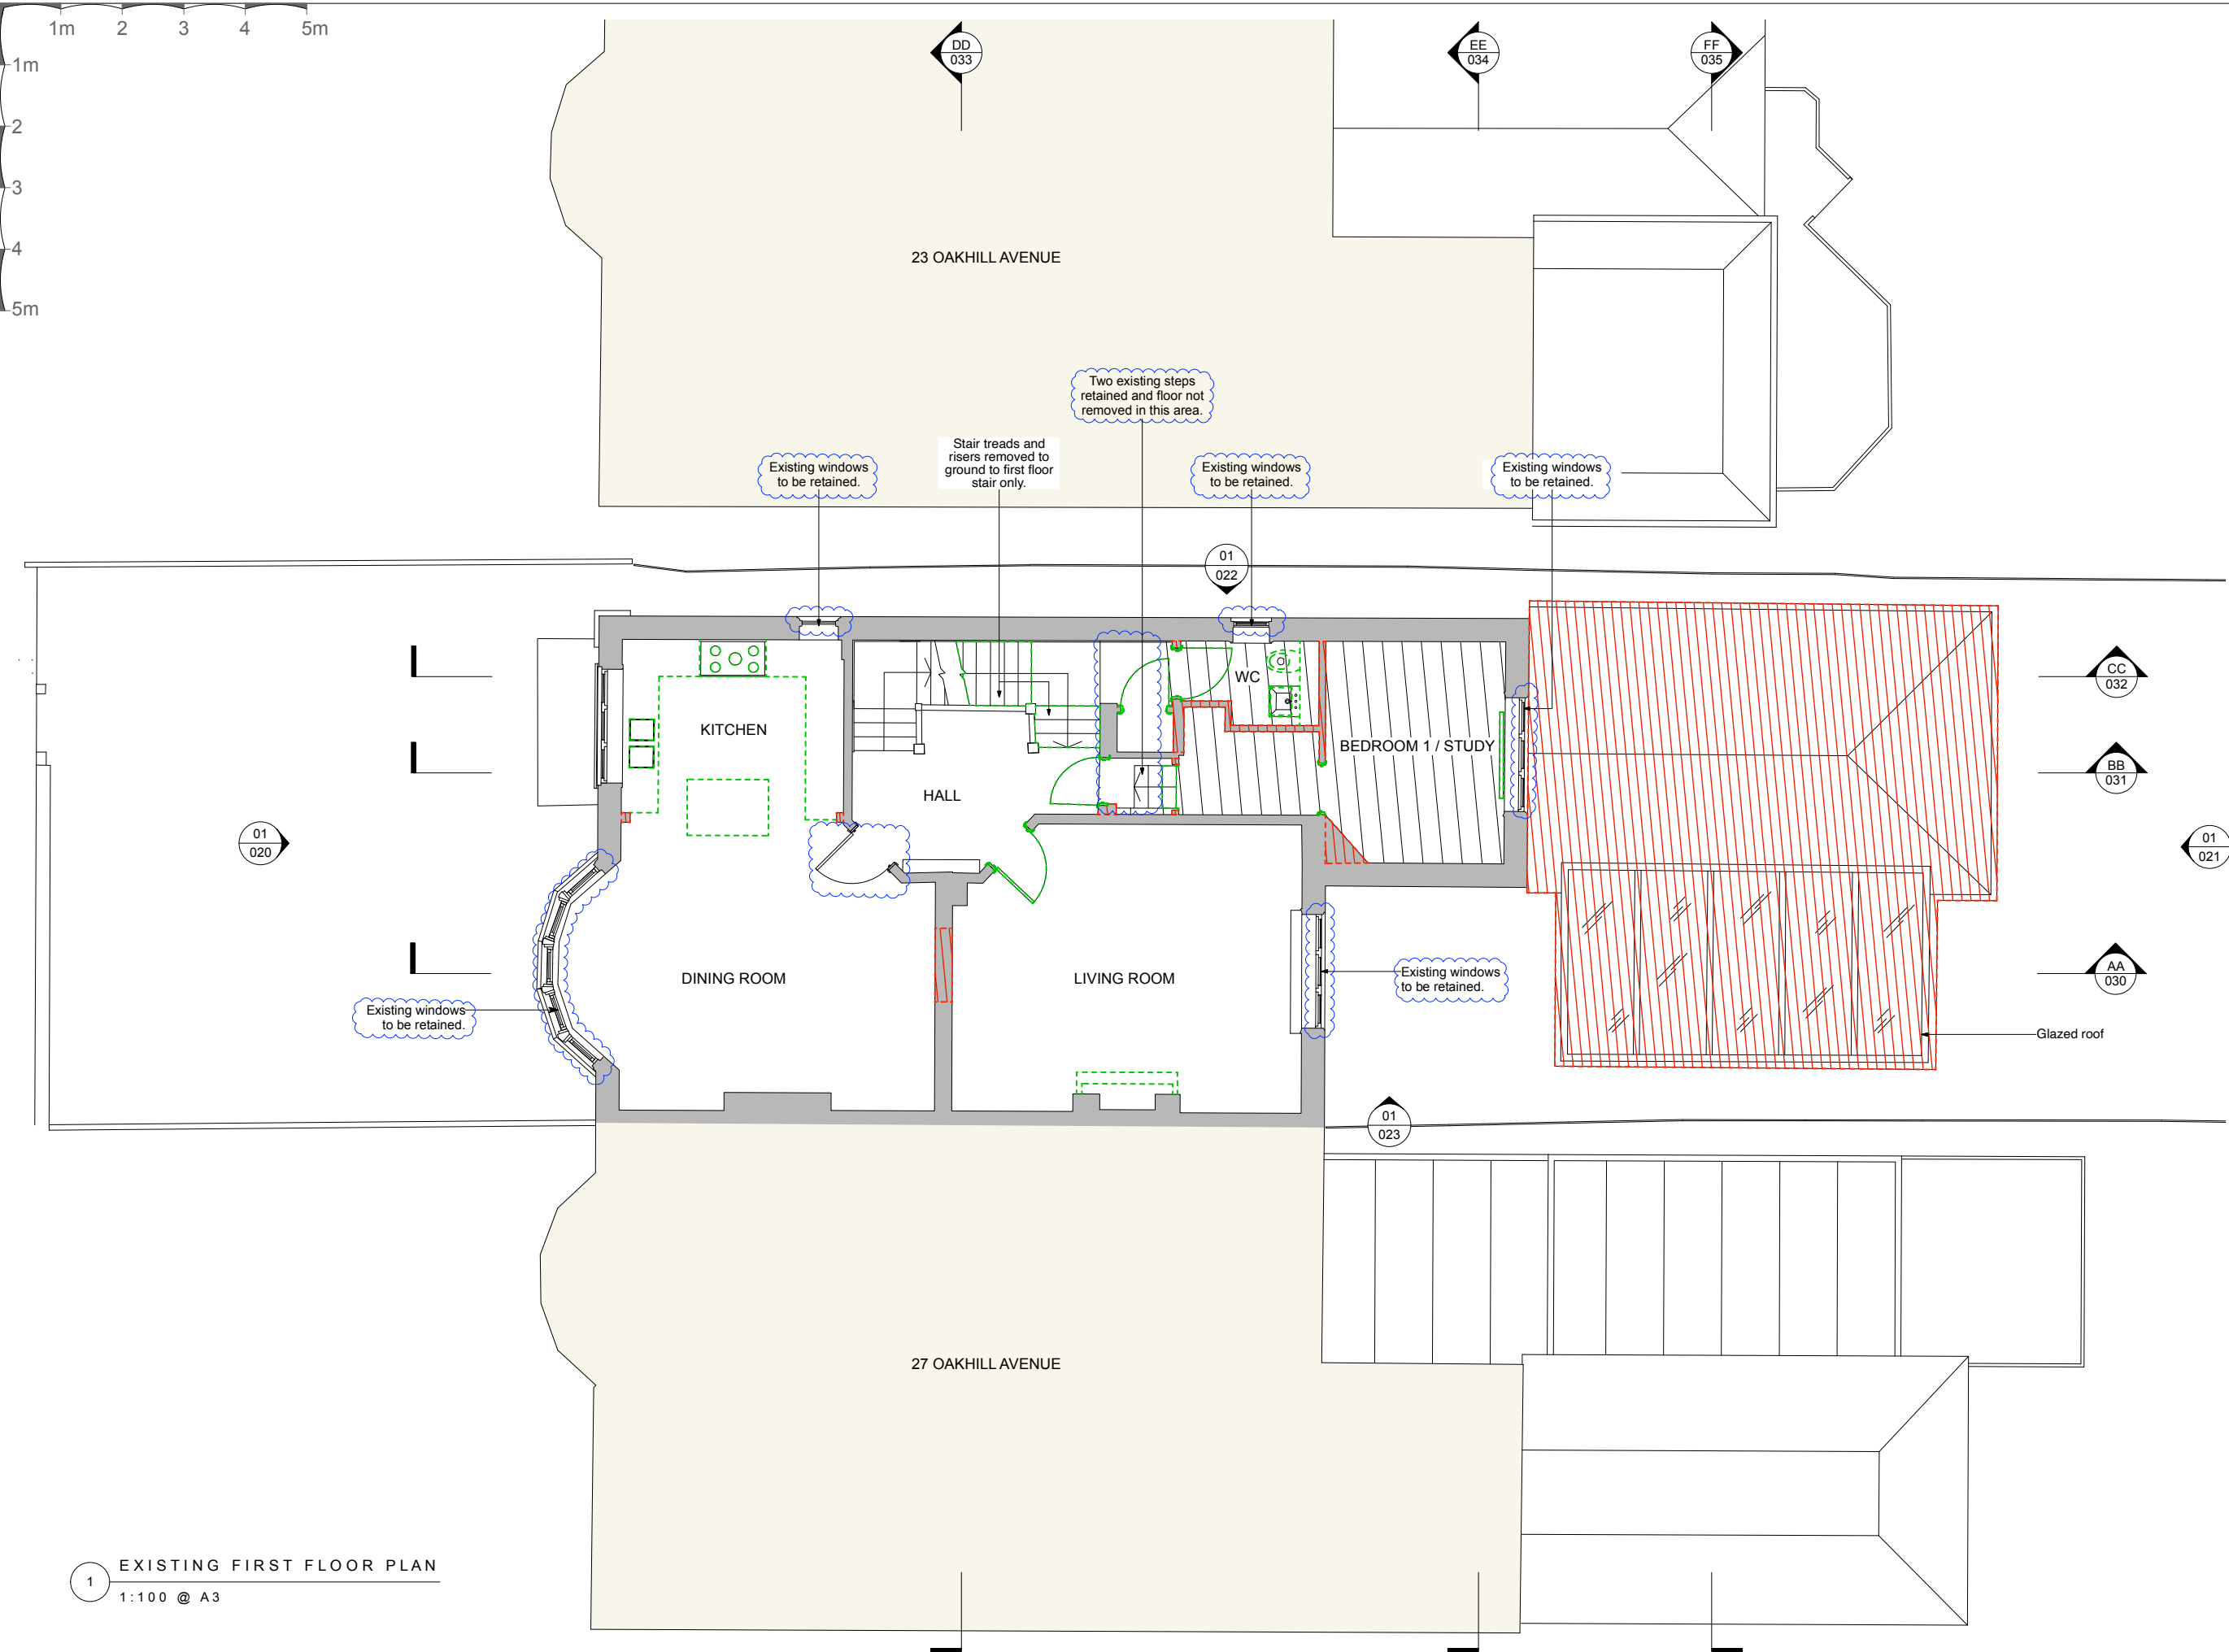 1m 2 3 4 5m
1m
2
3
4
5m
DD
033
EE
034
FF
035
23 OAKHILL AVENUE
Two existing steps
retained and floor not
removed in this area.
Existing windows
to be retained.
Stair treads and
risers removed to
ground to first floor
stair only.
Existing windows
to be retained.
Existing windows
to be retained.
01
022
WC
CC
032
KITCHEN
BEDROOM 1 / STUDY
BB
031
HALL
01
020
01
021
DINING ROOM
LIVING ROOM
Existing windows
to be retained.
AA
030
Existing windows
to be retained.
Glazed roof
01
023
27 OAKHILL AVENUE
1
EXISTING FIRST FLOOR PLAN
1:100 @ A3